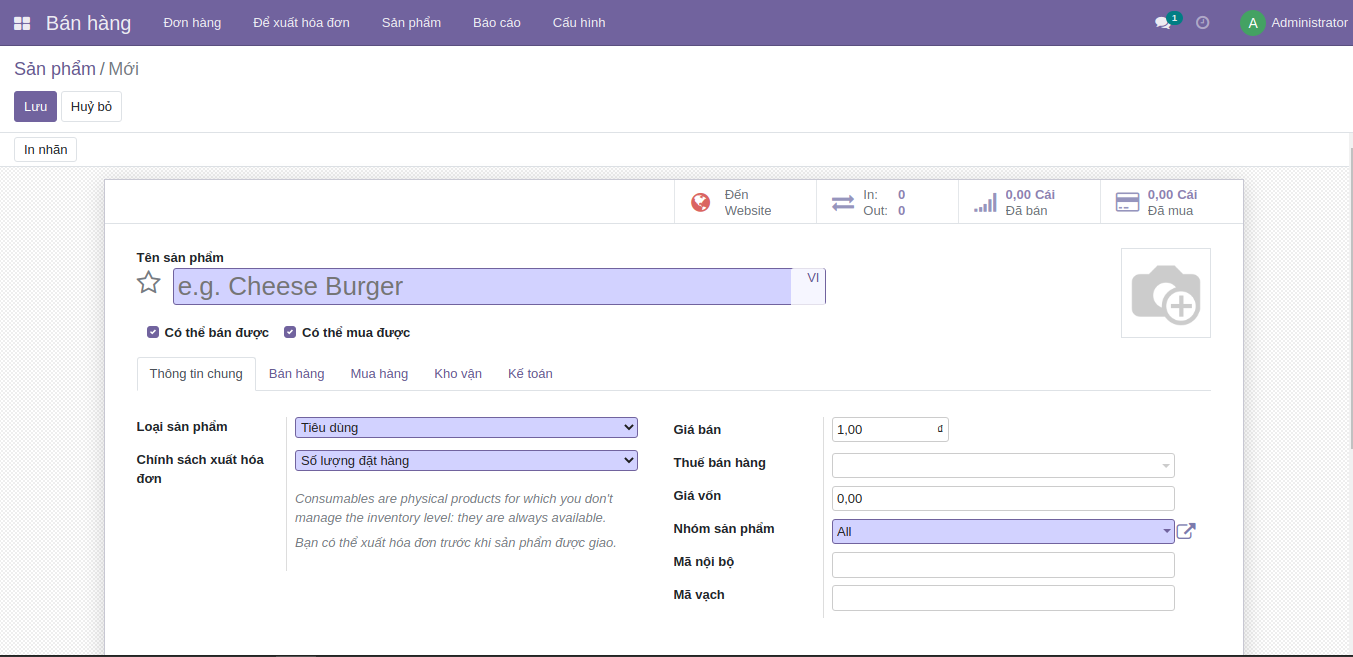 Bán hàng Đơn hàng Để xuất hóa đơn Sản phẩm Báo cáo Cấu hình 1 A Administrator
Sản phẩm / Mới
Lưu Huỷ bỏ
In nhãn
Đến Website
In: 0
Out: 0
0,00 Cái
Đã bán
0,00 Cái
Đã mua
Tên sản phẩm
e.g. Cheese Burger VI
Có thể bán được Có thể mua được
Thông tin chung Bán hàng Mua hàng Kho vận Kế toán
Loại sản phẩm Tiêu dùng
Chính sách xuất hóa đơn Số lượng đặt hàng
Consumables are physical products for which you don't
manage the inventory level: they are always available.
Bạn có thể xuất hóa đơn trước khi sản phẩm được giao.
Giá bán 1,00 ₫
Thuế bán hàng
Giá vốn 0,00
Nhóm sản phẩm All
Mã nội bộ
Mã vạch